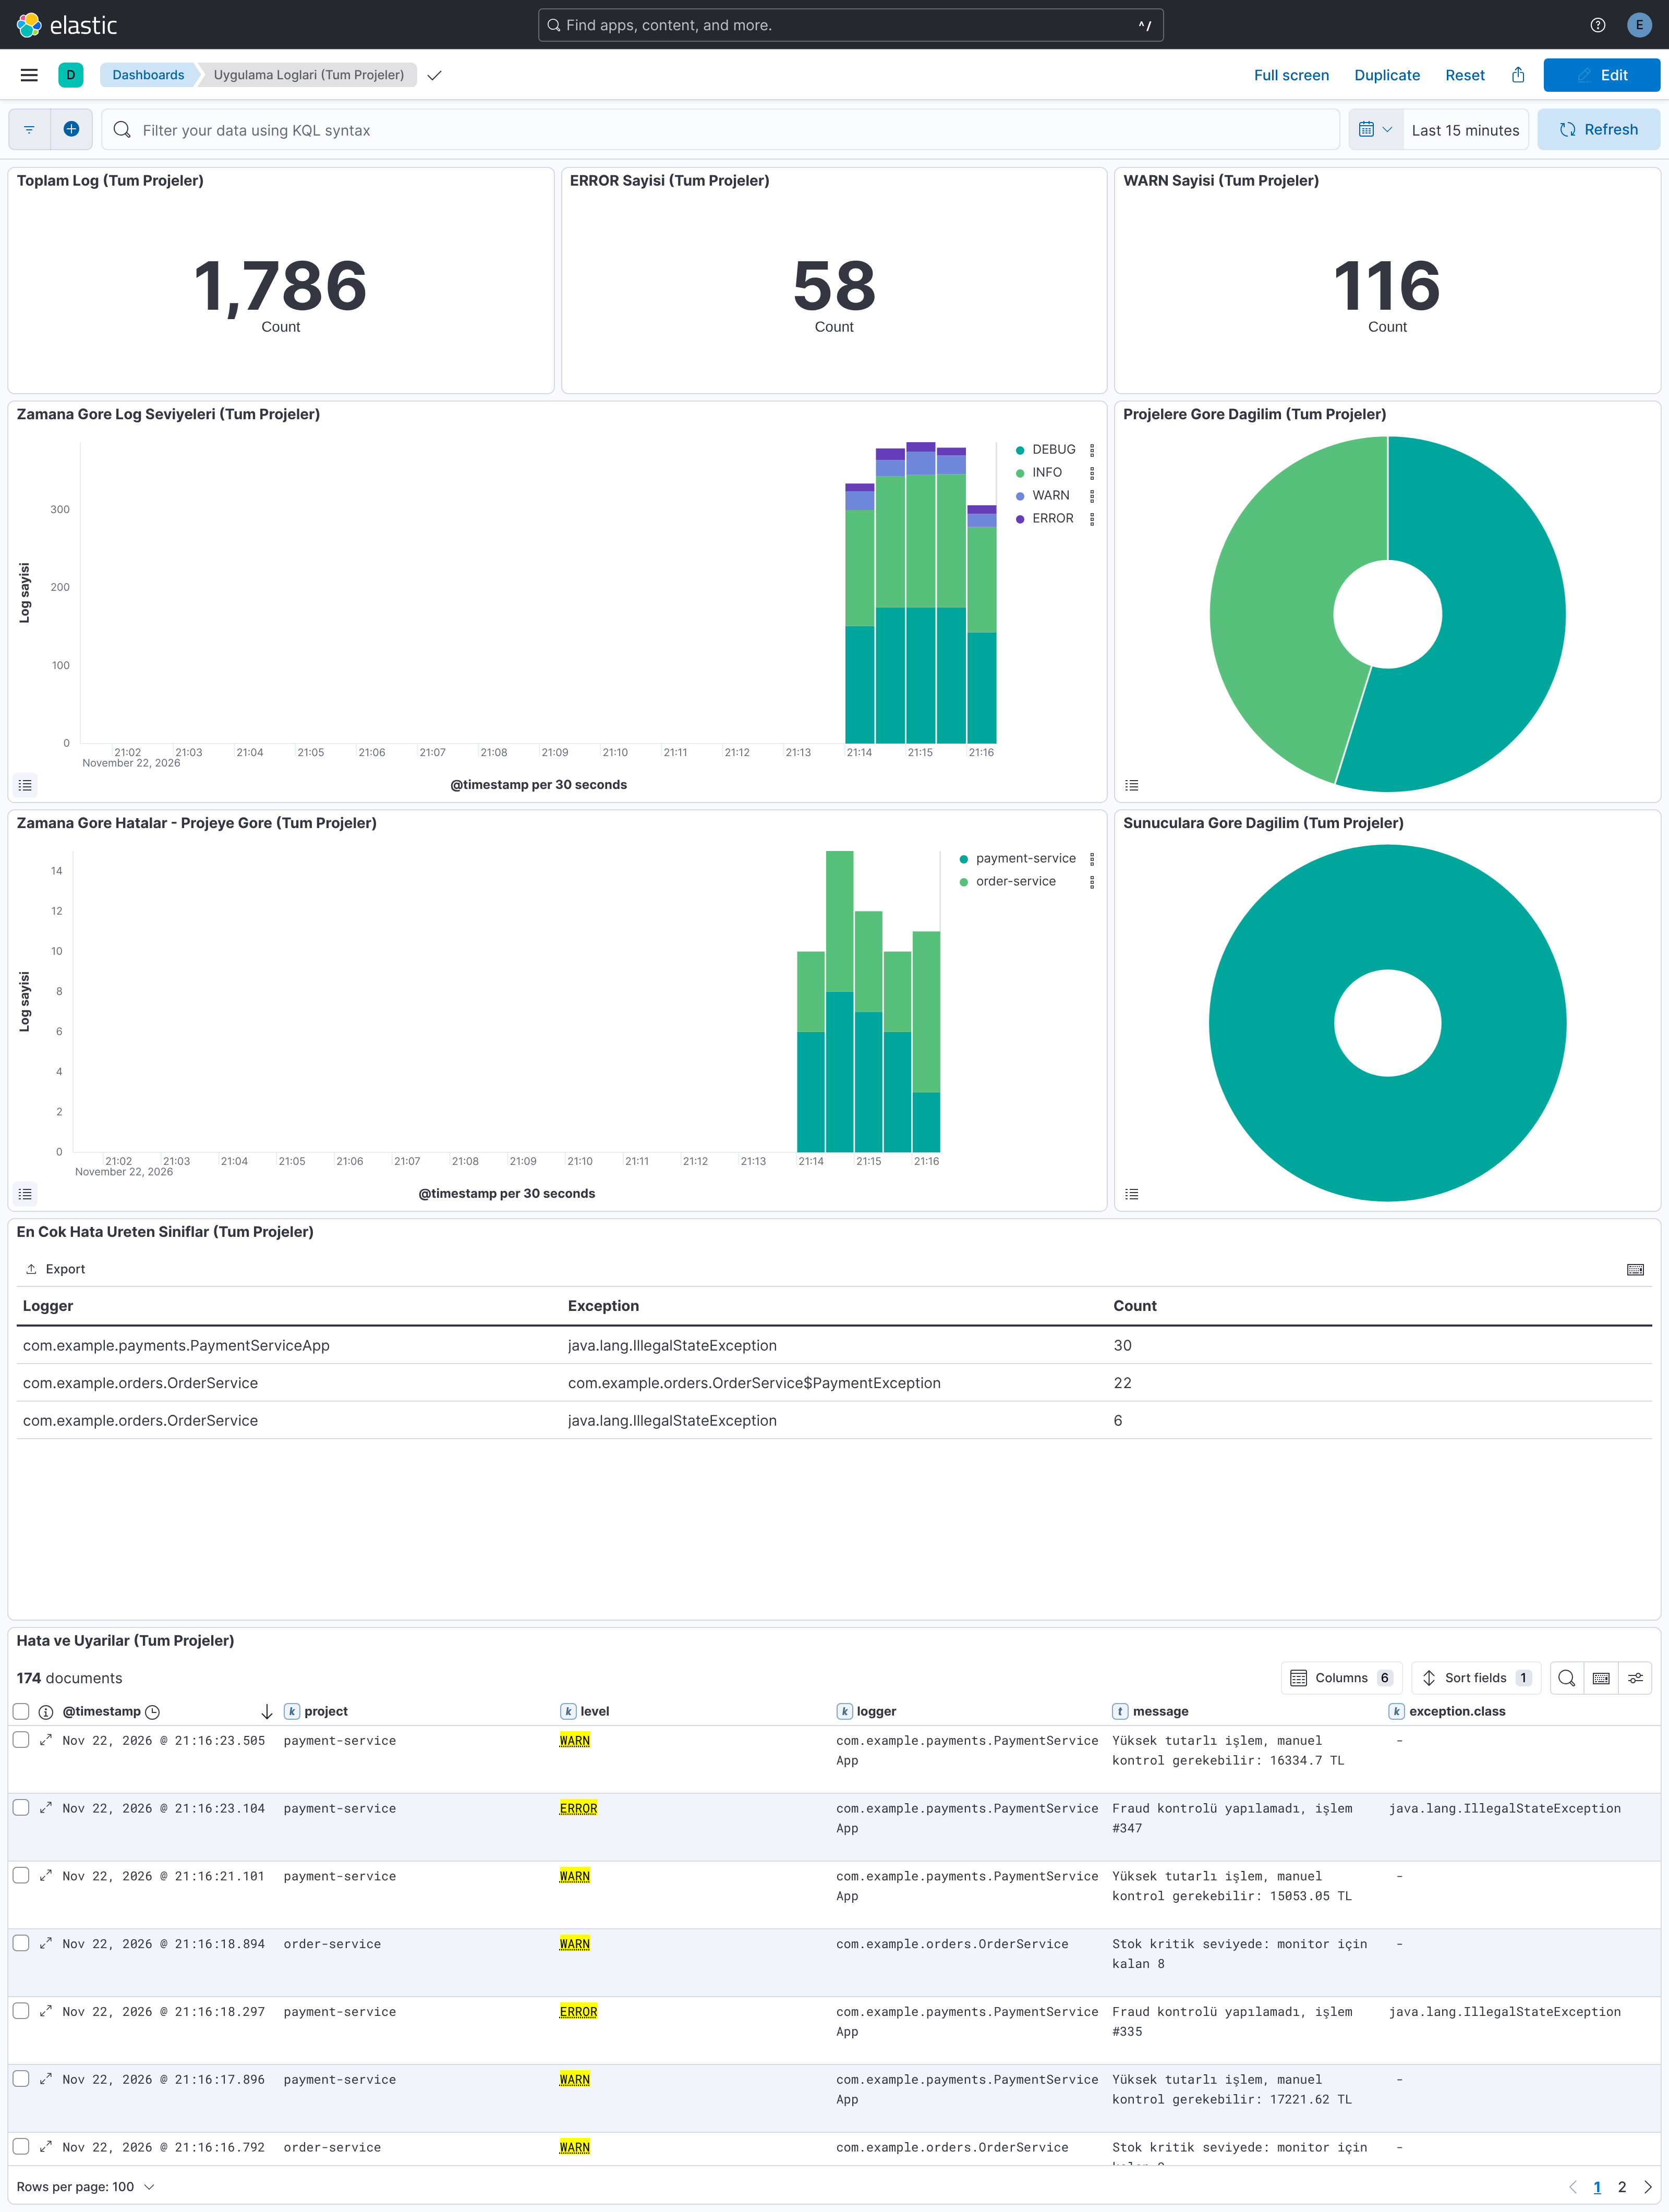 elastic
Find apps, content, and more.
^/
E
D
Dashboards
Uygulama Loglari (Tum Projeler)
Full screen
Duplicate
Reset
Edit
Filter your data using KQL syntax
Last 15 minutes
Refresh
Toplam Log (Tum Projeler)
1,786
Count
ERROR Sayisi (Tum Projeler)
58
Count
WARN Sayisi (Tum Projeler)
116
Count
Zamana Gore Log Seviyeleri (Tum Projeler)
Log sayisi
300
200
100
0
21:02 21:03 21:04 21:05 21:06 21:07 21:08 21:09 21:10 21:11 21:12 21:13 21:14 21:15 21:16
November 22, 2026
@timestamp per 30 seconds
DEBUG
INFO
WARN
ERROR
Projelere Gore Dagilim (Tum Projeler)
Zamana Gore Hatalar - Projeye Gore (Tum Projeler)
Log sayisi
14
12
10
8
6
4
2
0
21:02 21:03 21:04 21:05 21:06 21:07 21:08 21:09 21:10 21:11 21:12 21:13 21:14 21:15 21:16
November 22, 2026
@timestamp per 30 seconds
payment-service
order-service
Sunuculara Gore Dagilim (Tum Projeler)
En Cok Hata Ureten Siniflar (Tum Projeler)
Export
Logger Exception Count
com.example.payments.PaymentServiceApp java.lang.IllegalStateException 30
com.example.orders.OrderService com.example.orders.OrderService$PaymentException 22
com.example.orders.OrderService java.lang.IllegalStateException 6
Hata ve Uyarilar (Tum Projeler)
174 documents
Columns 6
Sort fields 1
@timestamp k project k level k logger t message k exception.class
Nov 22, 2026 @ 21:16:23.505 payment-service WARN com.example.payments.PaymentService Yüksek tutarlı işlem, manuel -
App kontrol gerekebilir: 16334.7 TL
Nov 22, 2026 @ 21:16:23.104 payment-service ERROR com.example.payments.PaymentService Fraud kontrolü yapılamadı, işlem java.lang.IllegalStateException
App #347
Nov 22, 2026 @ 21:16:21.101 payment-service WARN com.example.payments.PaymentService Yüksek tutarlı işlem, manuel -
App kontrol gerekebilir: 15053.05 TL
Nov 22, 2026 @ 21:16:18.894 order-service WARN com.example.orders.OrderService Stok kritik seviyede: monitor için -
kalan 8
Nov 22, 2026 @ 21:16:18.297 payment-service ERROR com.example.payments.PaymentService Fraud kontrolü yapılamadı, işlem java.lang.IllegalStateException
App #335
Nov 22, 2026 @ 21:16:17.896 payment-service WARN com.example.payments.PaymentService Yüksek tutarlı işlem, manuel -
App kontrol gerekebilir: 17221.62 TL
Nov 22, 2026 @ 21:16:16.792 order-service WARN com.example.orders.OrderService Stok kritik seviyede: monitor için -
Rows per page: 100
1 2